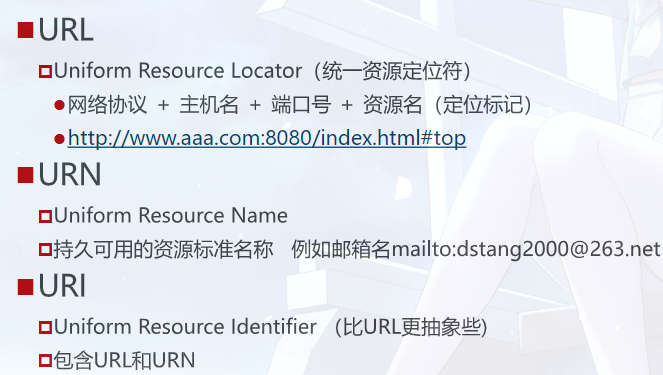 URL
Uniform Resource Locator（统一资源定位符）
网络协议 + 主机名 + 端口号 + 资源名（定位标记）
http://www.aaa.com:8080/index.html#top
URN
Uniform Resource Name
持久可用的资源标准名称 例如邮箱名mailto:dstang2000@263.net
URI
Uniform Resource Identifier （比URL更抽象些)
包含URL和URN